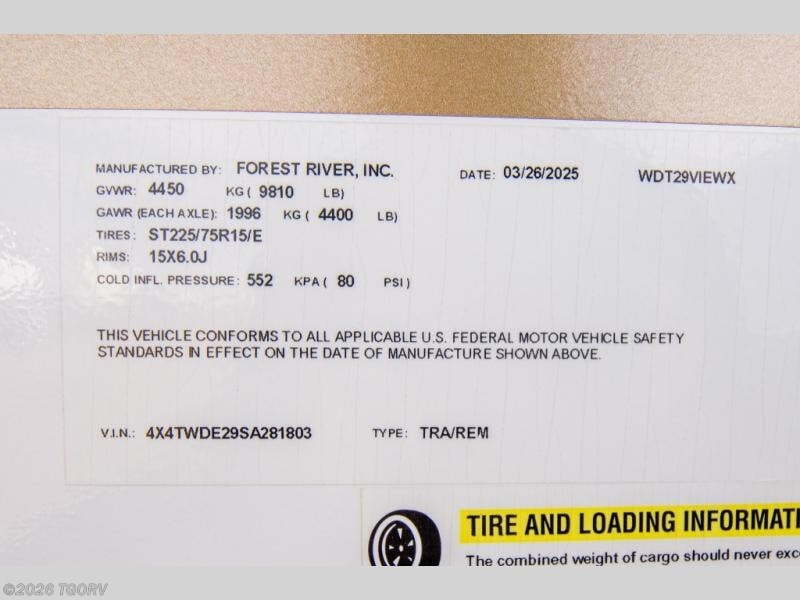 MANUFACTURED BY: FOREST RIVER, INC. DATE: 03/26/2025 WDT29VIEWX
GVWR: 4450 KG ( 9810 LB)
GAWR (EACH AXLE): 1996 KG ( 4400 LB)
TIRES: ST225/75R15/E
RIMS: 15X6.0J
COLD INFL. PRESSURE: 552 KPA ( 80 PSI )
THIS VEHICLE CONFORMS TO ALL APPLICABLE U.S. FEDERAL MOTOR VEHICLE SAFETY
STANDARDS IN EFFECT ON THE DATE OF MANUFACTURE SHOWN ABOVE.
V.I.N.: 4X4TWDE29SA281803 TYPE: TRA/REM
TIRE AND LOADING INFORMATI
The combined weight of cargo should never exc
©2026 TGORV